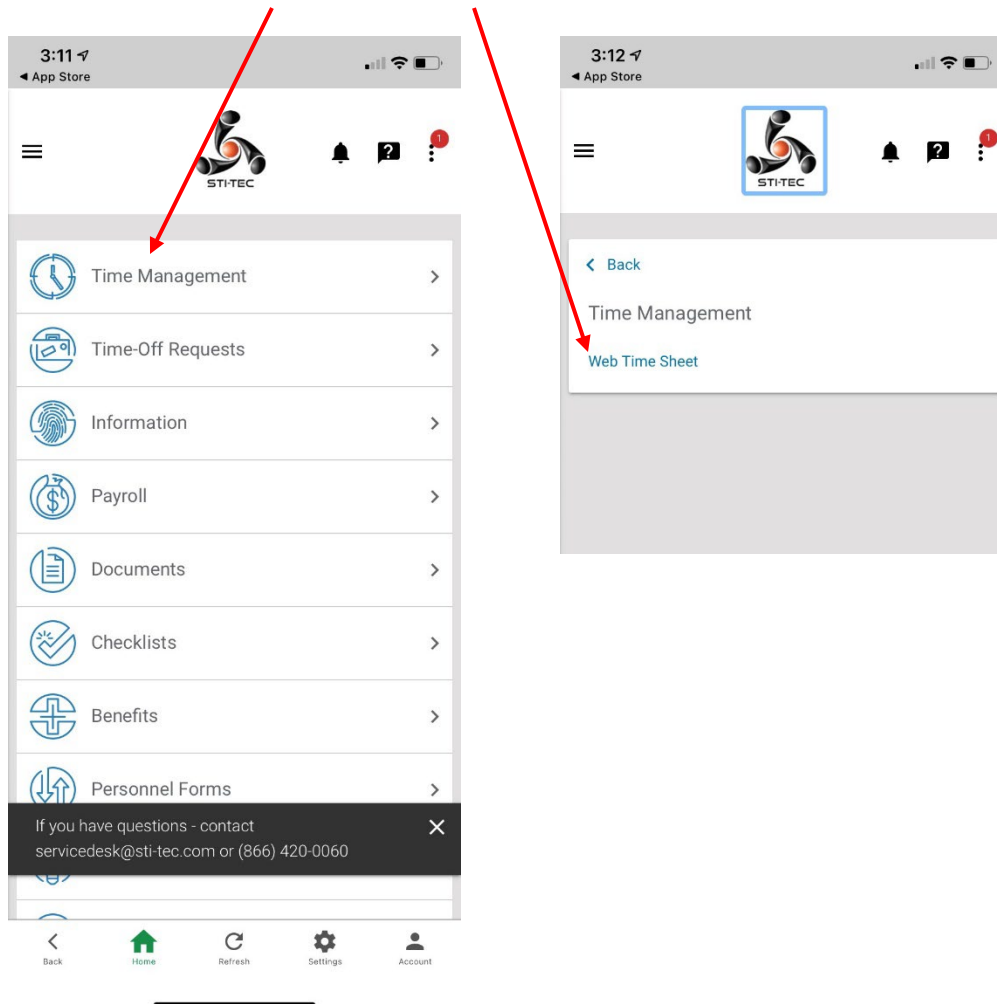 3:11
◀ App Store
STI-TEC
?
1
Time Management
Time-Off Requests
Information
$
Payroll
Documents
Checklists
Benefits
Personnel Forms
If you have questions - contact
servicedesk@sti-tec.com or (866) 420-0060
Back
Home
Refresh
Settings
Account
3:12
◀ App Store
STI-TEC
?
1
Back
Time Management
Web Time Sheet